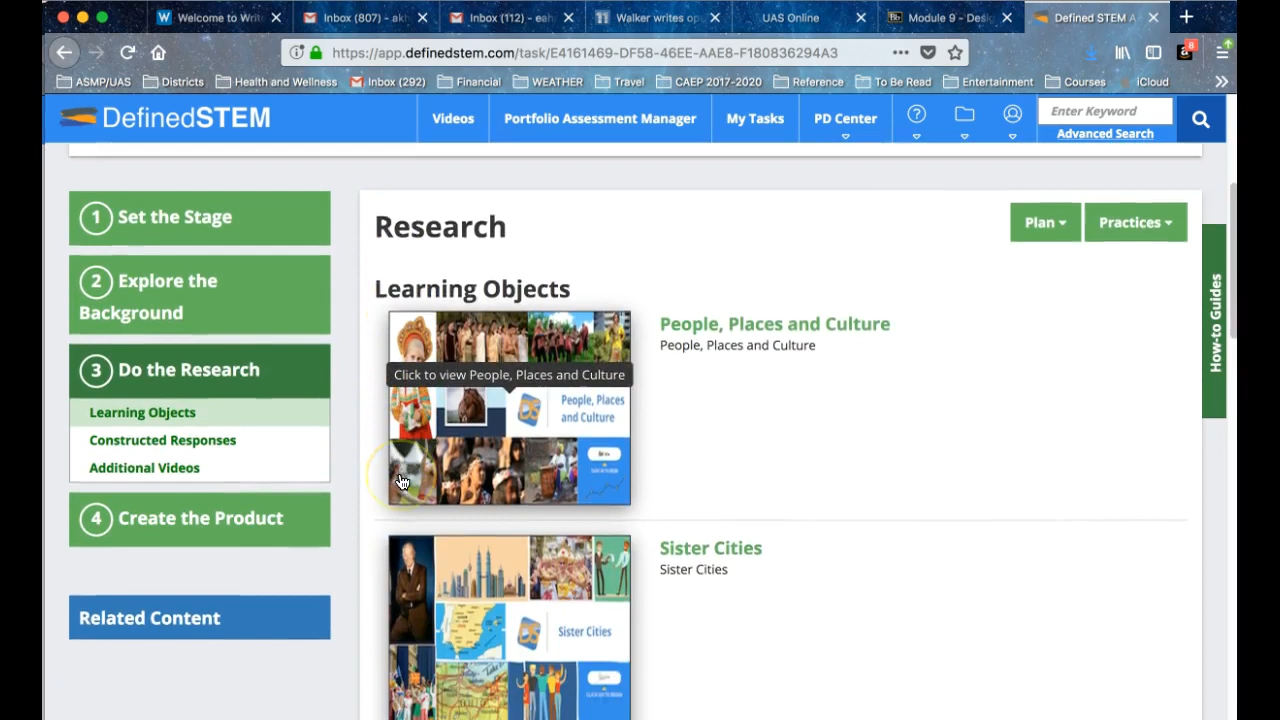 Welcome to Write
Inbox (807) - akh
Inbox (112) - eah
Walker writes op
UAS Online
Bb Module 9 - Desig
Defined STEM A
https://app.definedstem.com/task/E4161469-DF58-46EE-AAE8-F180836294A3
8
ASMP/UAS
Districts
Health and Wellness
Inbox (292)
Financial
WEATHER
Travel
CAEP 2017-2020
Reference
To Be Read
Entertainment
Courses
iCloud
DefinedSTEM
Videos
Portfolio Assessment Manager
My Tasks
PD Center
Enter Keyword
Advanced Search
1 Set the Stage
2 Explore the
Background
3 Do the Research
Learning Objects
Constructed Responses
Additional Videos
4 Create the Product
Related Content
Research
Plan
Practices
How-to Guides
Learning Objects
People, Places and Culture
People, Places and Culture
Click to view People, Places and Culture
People, Places
and Culture
Sister Cities
Sister Cities
Sister Cities